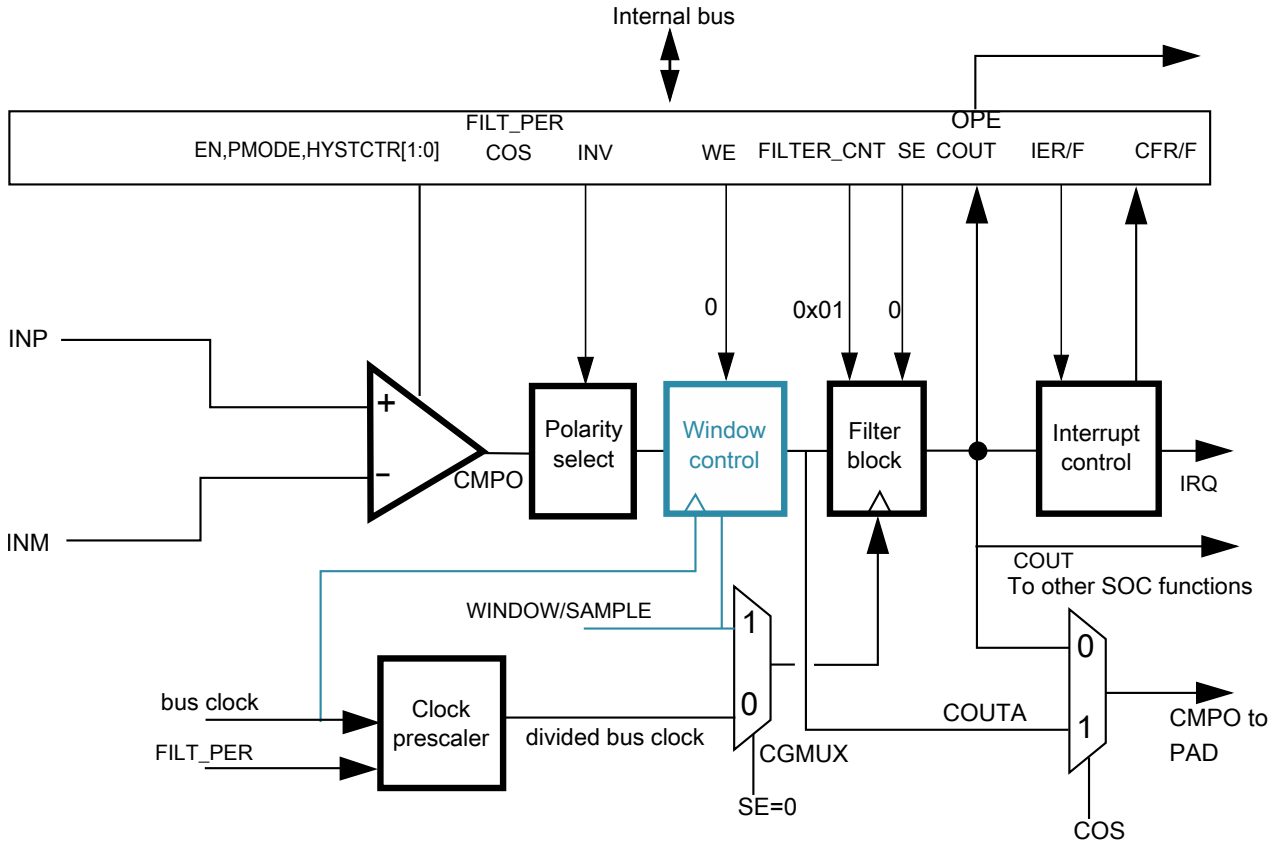 Internal bus
FILT_PER
OPE
EN,PMODE,HYSTCTR[1:0]
COS
INV
WE
FILTER_CNT
SE
COUT
IER/F
CFR/F
0
0x01
0
INP
+
Polarity
select
Window
control
Filter
block
Interrupt
control
−
CMPO
IRQ
INM
COUT
To other SOC functions
WINDOW/SAMPLE
1
0
bus clock
Clock
prescaler
0
divided bus clock
COUTA
1
CMPO to
PAD
FILT_PER
CGMUX
SE=0
COS